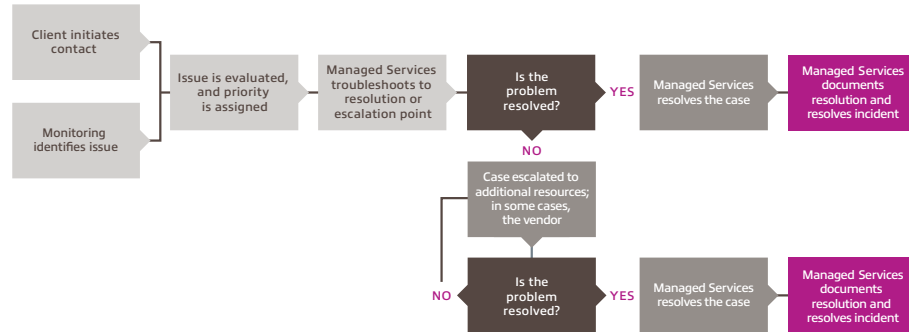 Client initiates
contact
Monitoring
identifies issue
Issue is evaluated,
and priority
is assigned
Managed Services
troubleshoots to
resolution or
escalation point
Is the
problem
resolved?
YES
Managed Services
resolves the case
Managed Services
documents
resolution and
resolves incident
NO
Case escalated to
additional resources;
in some cases,
the vendor
NO
Is the
problem
resolved?
YES
Managed Services
resolves the case
Managed Services
documents
resolution and
resolves incident